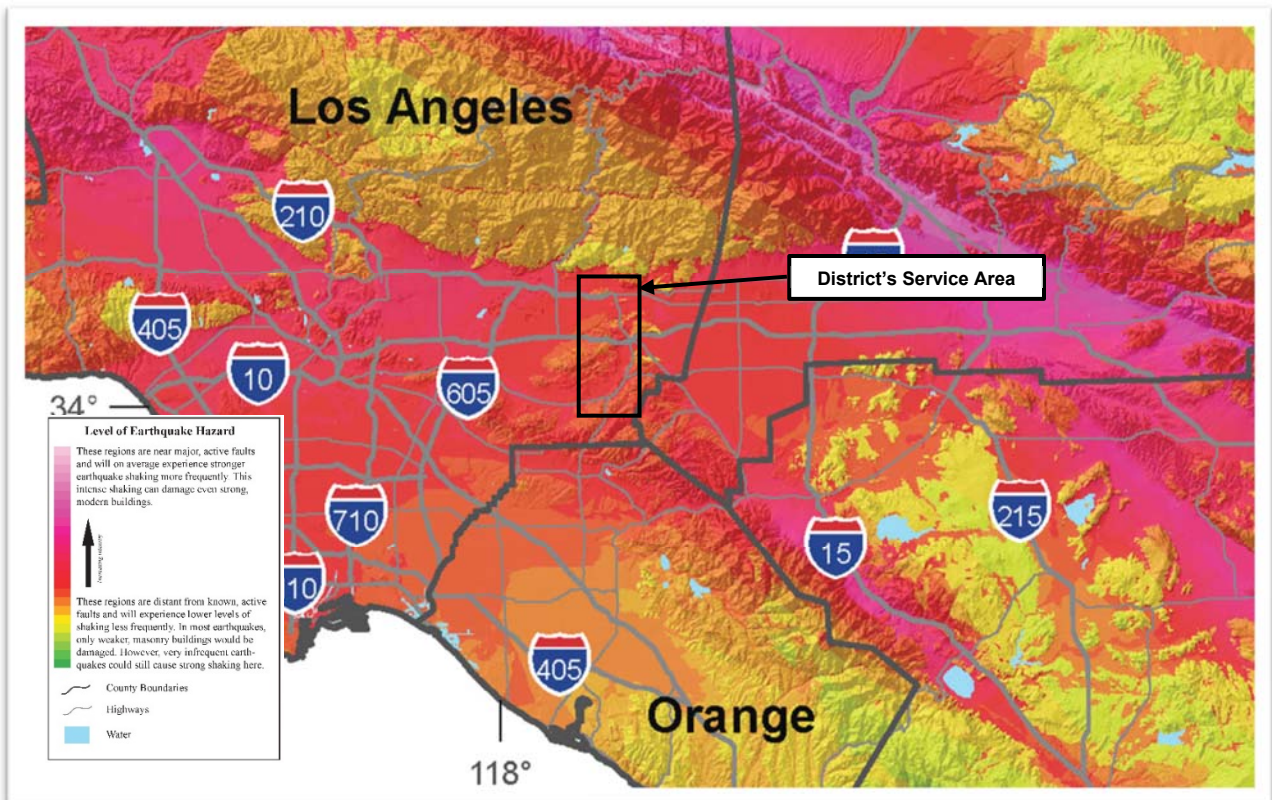 Los Angeles
210
District's Service Area
405
10
605
34°
Level of Earthquake Hazard
These regions are near major, active faults
and will on average experience stronger
earthquake shaking more frequently. This
intense shaking can damage even strong,
modern buildings.
These regions are distant from known, active
faults and will experience lower levels of
shaking less frequently. In most earthquakes,
only weaker, masonry buildings would be
damaged. However, very infrequent earth-
quakes could still cause strong shaking here.
County Boundaries
Highways
Water
710
215
15
10
405
Orange
118°